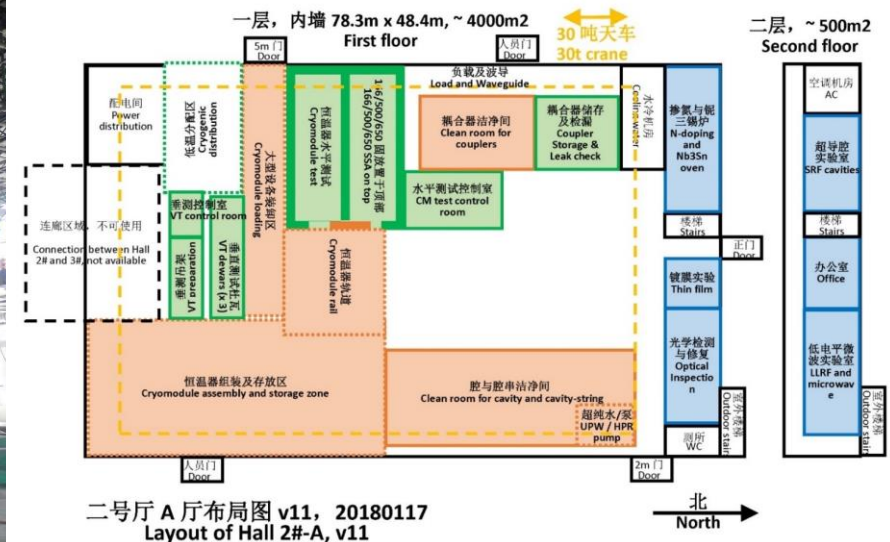 一层，内墙 78.3m x 48.4m, ~ 4000m2
First floor
30 吨天车
30t crane
二层，~ 500m2
Second floor
5m 门
Door
人员门
Door
配电间
Power
distribution
低温分配区
Cryogenic
distribution
大型设备装卸区
Cryomodule loading
恒温器水平测试
Cryomodule test
166/500/650 固放置于顶部
166/500/650 SSA on top
负载及波导
Load and Waveguide
耦合器洁净间
Clean room for
couplers
耦合器储存
及检漏
Coupler
Storage &
Leak check
水冷机房
Cooling water
掺氮与铌
三锡炉
N-doping
and
Nb3Sn
oven
空调机房
AC
超导腔
实验室
SRF cavities
水平测试控制室
CM test control
room
连廊区域，不可使用
Connection between Hall
2# and 3#, not available
垂测控制室
VT control room
垂测吊架
VT preparation
垂直测试杜瓦
VT dewars (x 3)
恒温器轨道
Cryomodule rail
楼梯
Stairs
正门
Door
楼梯
Stairs
镀膜实验
Thin film
办公室
Office
恒温器组装及存放区
Cryomodule assembly and storage zone
腔与腔串洁净间
Clean room for cavity and cavity-string
超纯水/泵
UPW / HPR
pump
光学检测
与修复
Optical
Inspectio
n
低电平微
波实验室
LLRF and
microwav
e
室外楼梯
Outdoor stair
室外楼梯
Outdoor stair
厕所
WC
人员门
Door
2m 门
Door
二号厅 A 厅布局图 v11，20180117
Layout of Hall 2#-A, v11
北
North